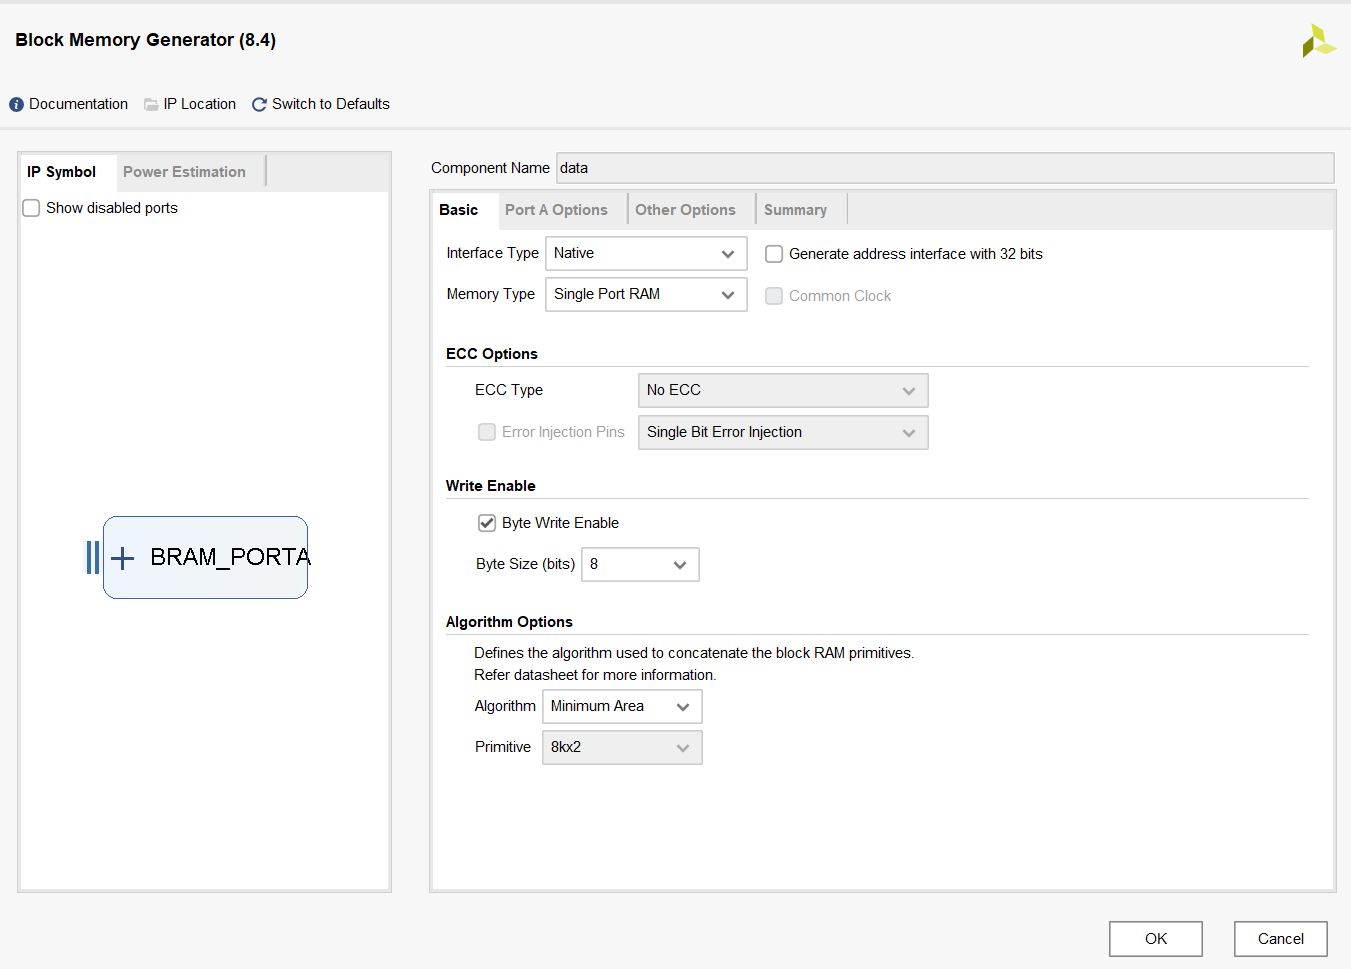 Block Memory Generator (8.4)
Documentation IP Location Switch to Defaults
IP Symbol Power Estimation
Show disabled ports
BRAM_PORTA
Component Name data
Basic Port A Options Other Options Summary
Interface Type Native Generate address interface with 32 bits
Memory Type Single Port RAM Common Clock
ECC Options
ECC Type No ECC
Error Injection Pins Single Bit Error Injection
Write Enable
Byte Write Enable
Byte Size (bits) 8
Algorithm Options
Defines the algorithm used to concatenate the block RAM primitives.
Refer datasheet for more information.
Algorithm Minimum Area
Primitive 8kx2
OK Cancel